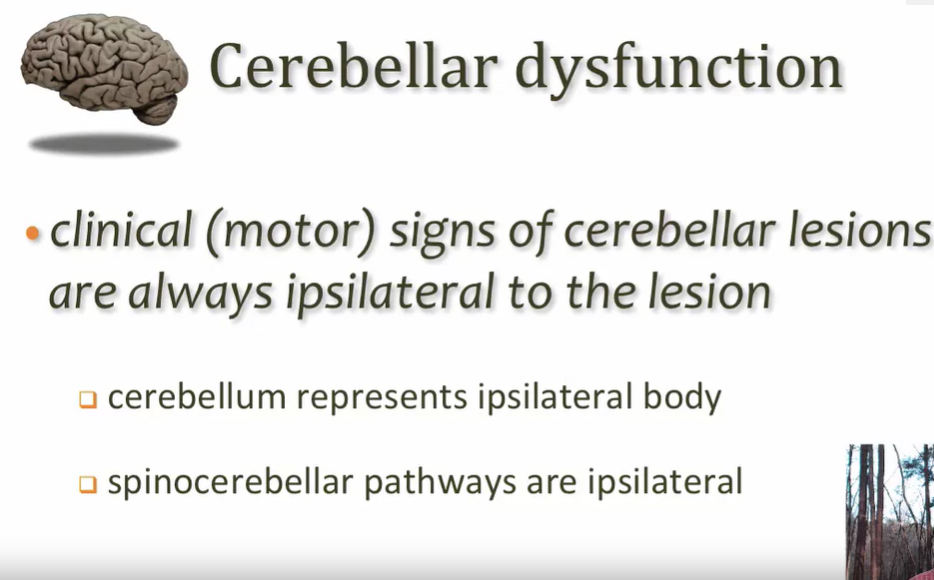 Cerebellar dysfunction
clinical (motor) signs of cerebellar lesions
are always ipsilateral to the lesion
cerebellum represents ipsilateral body
spinocerebellar pathways are ipsilateral